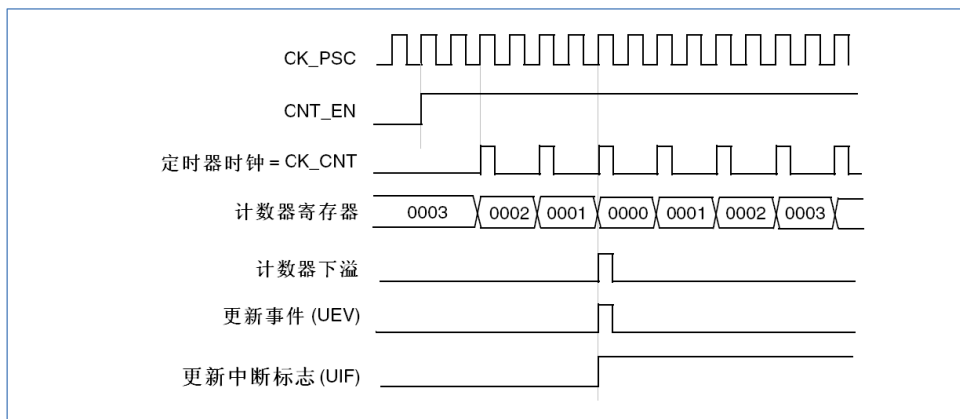 CK_PSC
CNT_EN
定时器时钟 = CK_CNT
计数器寄存器 0003 0002 0001 0000 0001 0002 0003
计数器下溢
更新事件 (UEV)
更新中断标志 (UIF)